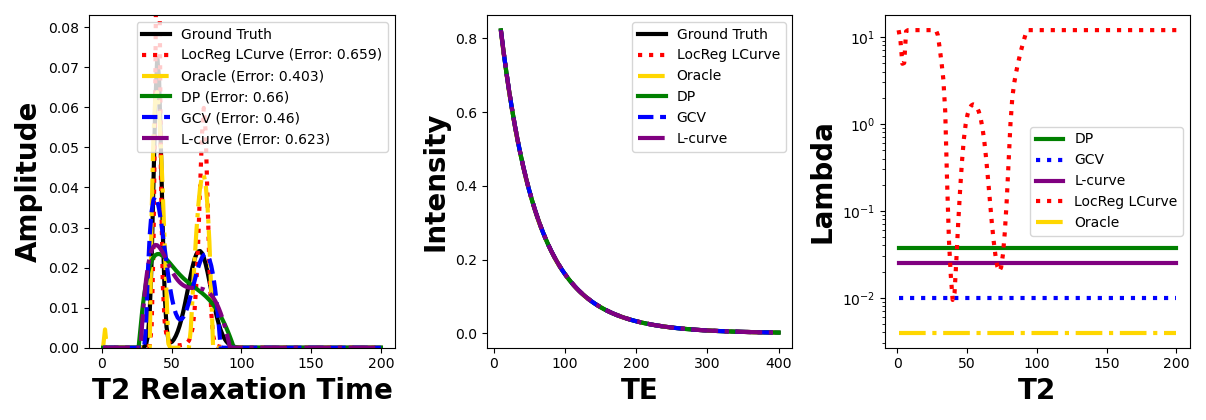 Amplitude
0.08
0.07
0.06
0.05
0.04
0.03
0.02
0.01
0.00
0
50
100
150
200
T2 Relaxation Time
Ground Truth
LocReg LCurve (Error: 0.659)
Oracle (Error: 0.403)
DP (Error: 0.66)
GCV (Error: 0.46)
L-curve (Error: 0.623)
Intensity
0.8
0.6
0.4
0.2
0.0
0
100
200
300
400
TE
Ground Truth
LocReg LCurve
Oracle
DP
GCV
L-curve
Lambda
10¹
10⁰
10⁻¹
10⁻²
0
50
100
150
200
T2
DP
GCV
L-curve
LocReg LCurve
Oracle